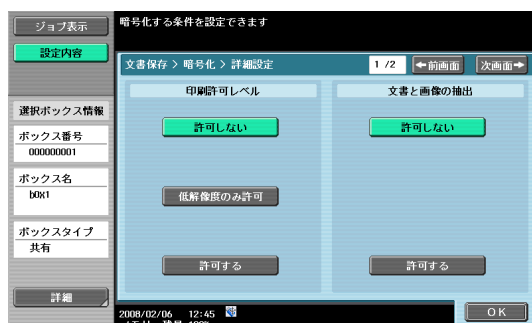 ジョブ表示
暗号化する条件を設定できます
設定内容
文書保存 > 暗号化 > 詳細設定
1 /2
←前画面
次画面→
印刷許可レベル
文書と画像の抽出
選択ボックス情報
許可しない
許可しない
ボックス番号
000000001
ボックス名
box1
低解像度のみ許可
ボックスタイプ
共有
許可する
許可する
詳細
2008/02/06 12:45
OK